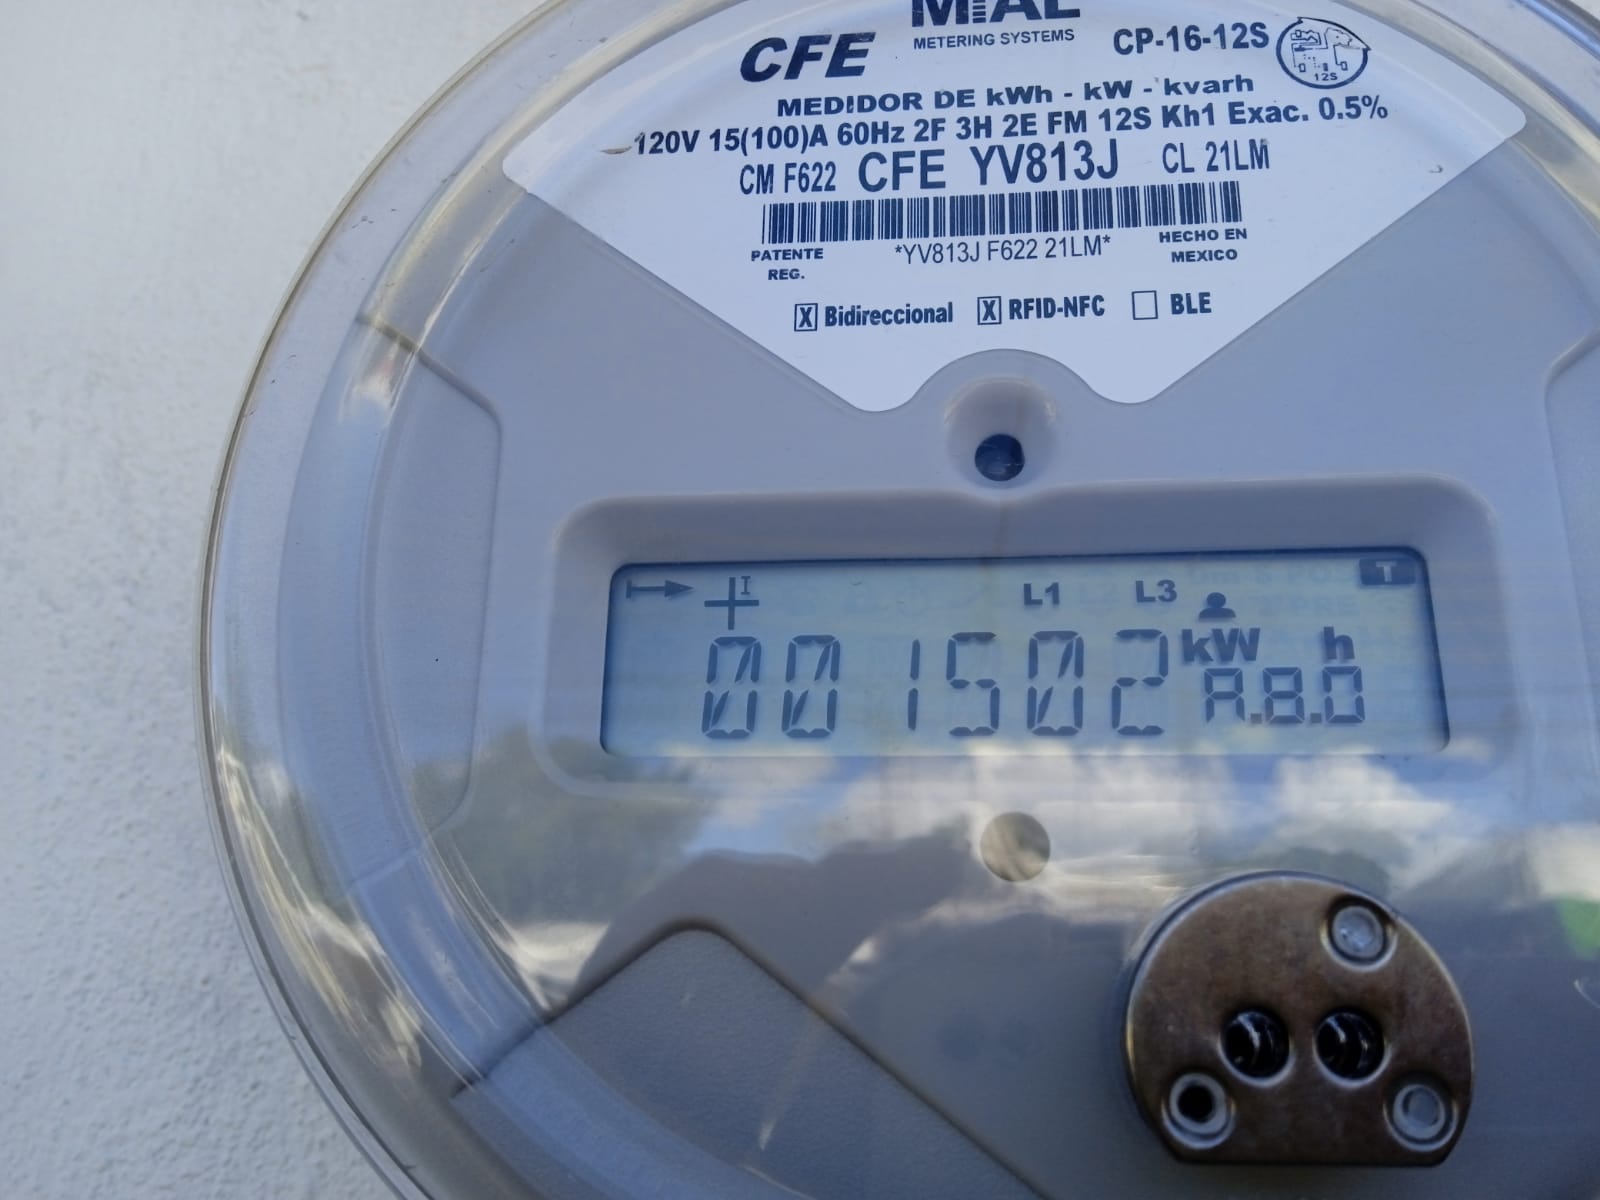 MIAL
METERING SYSTEMS
CFE
CP-16-12S
12S
MEDIDOR DE kWh - kW - kvarh
120V 15(100)A 60Hz 2F 3H 2E FM 12S Kh1 Exac. 0.5%
CM F622 CFE YV813J CL 21LM
PATENTE REG.
*YV813J F622 21LM*
HECHO EN MEXICO
X Bidireccional X RFID-NFC BLE
L1 L3 T
001502 kW h
A.8.0